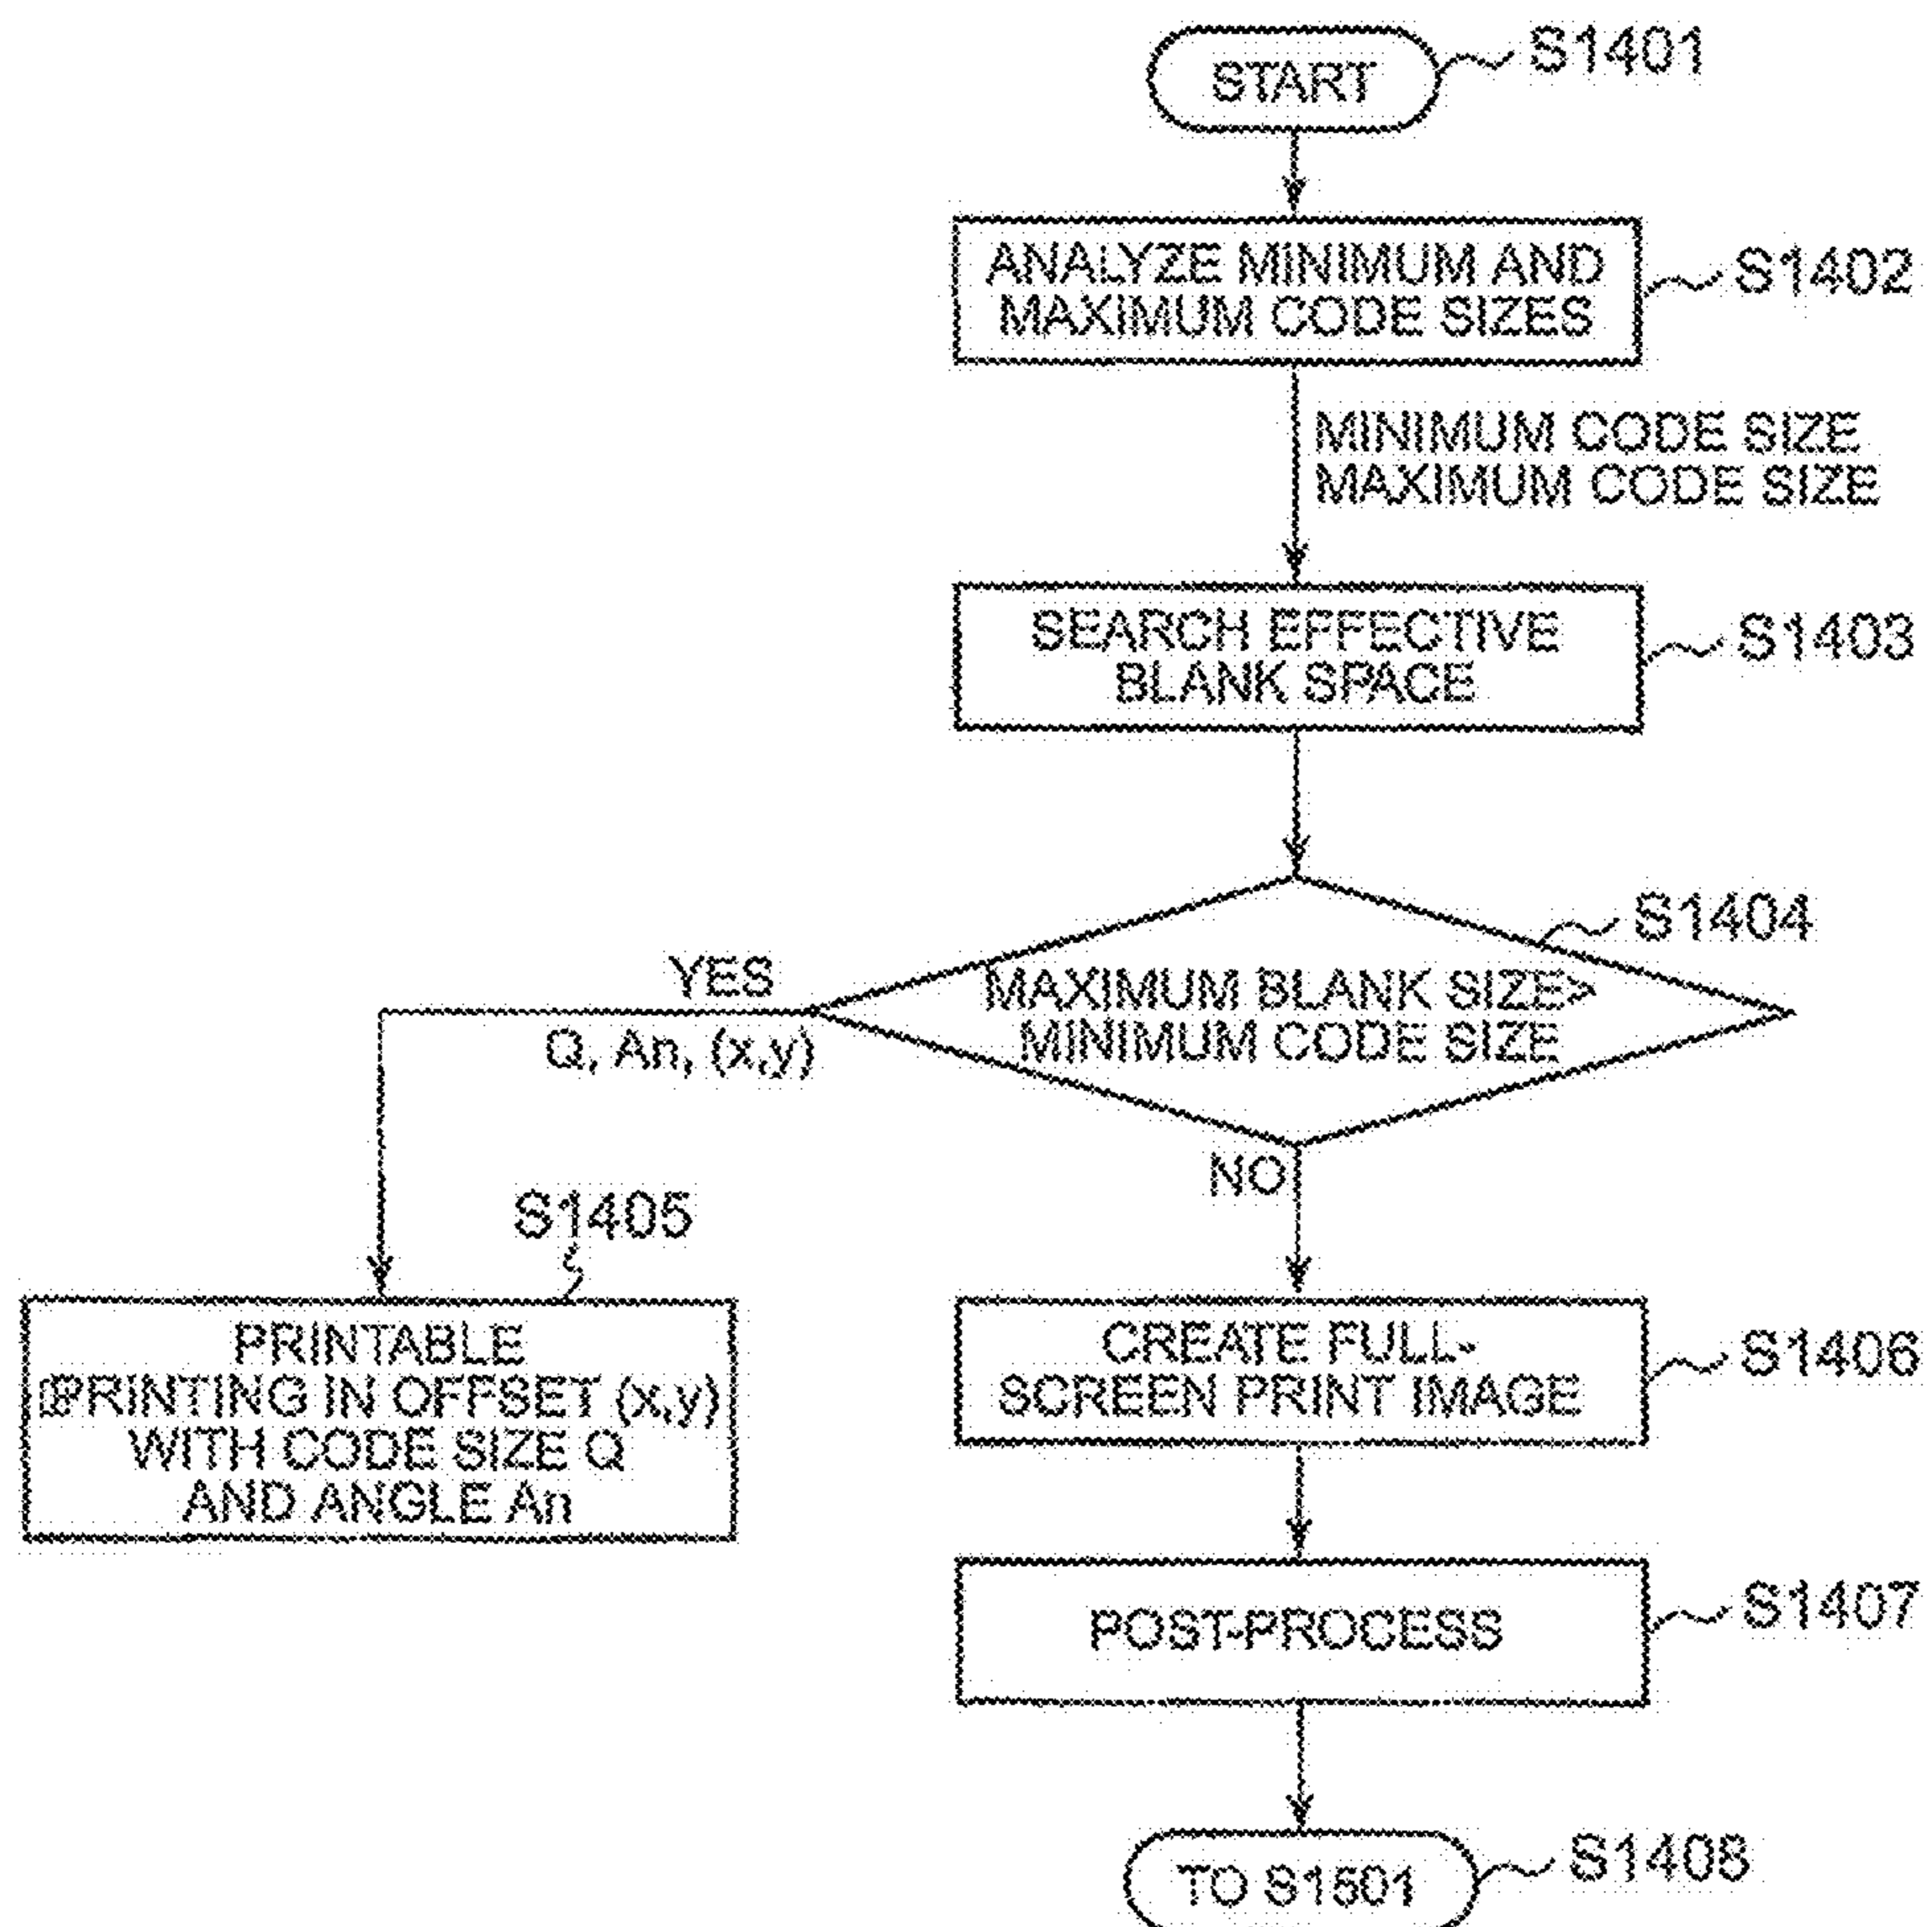 START
S1401
ANALYZE MINIMUM AND
MAXIMUM CODE SIZES
S1402
MINIMUM CODE SIZE
MAXIMUM CODE SIZE
SEARCH EFFECTIVE
BLANK SPACE
S1403
S1404
MAXIMUM BLANK SIZE>
MINIMUM CODE SIZE
YES
Q, An, (x,y)
NO
S1405
PRINTABLE
PRINTING IN OFFSET (x,y)
WITH CODE SIZE Q
AND ANGLE An
CREATE FULL-
SCREEN PRINT IMAGE
S1406
POST-PROCESS
S1407
TO S1501
S1408